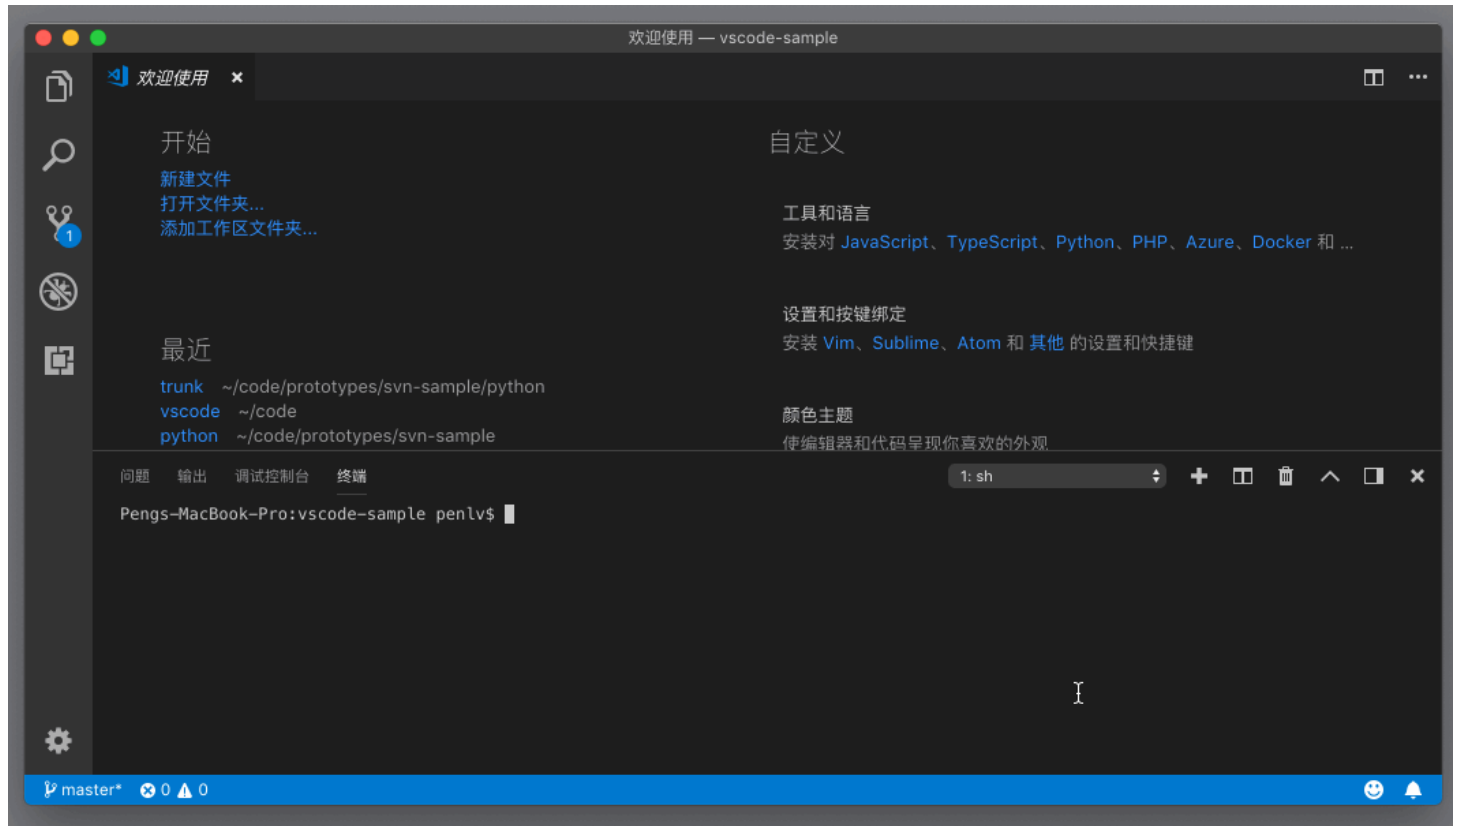 欢迎使用 — vscode-sample
欢迎使用
开始
新建文件
打开文件夹...
添加工作区文件夹...
最近
trunk ~/code/prototypes/svn-sample/python
vscode ~/code
python ~/code/prototypes/svn-sample
自定义
工具和语言
安装对 JavaScript、TypeScript、Python、PHP、Azure、Docker 和 ...
设置和按键绑定
安装 Vim、Sublime、Atom 和 其他 的设置和快捷键
颜色主题
使编辑器和代码呈现你喜欢的外观
1
问题 输出 调试控制台 终端 1: sh
Pengs-MacBook-Pro:vscode-sample penlv$
master* 0 0